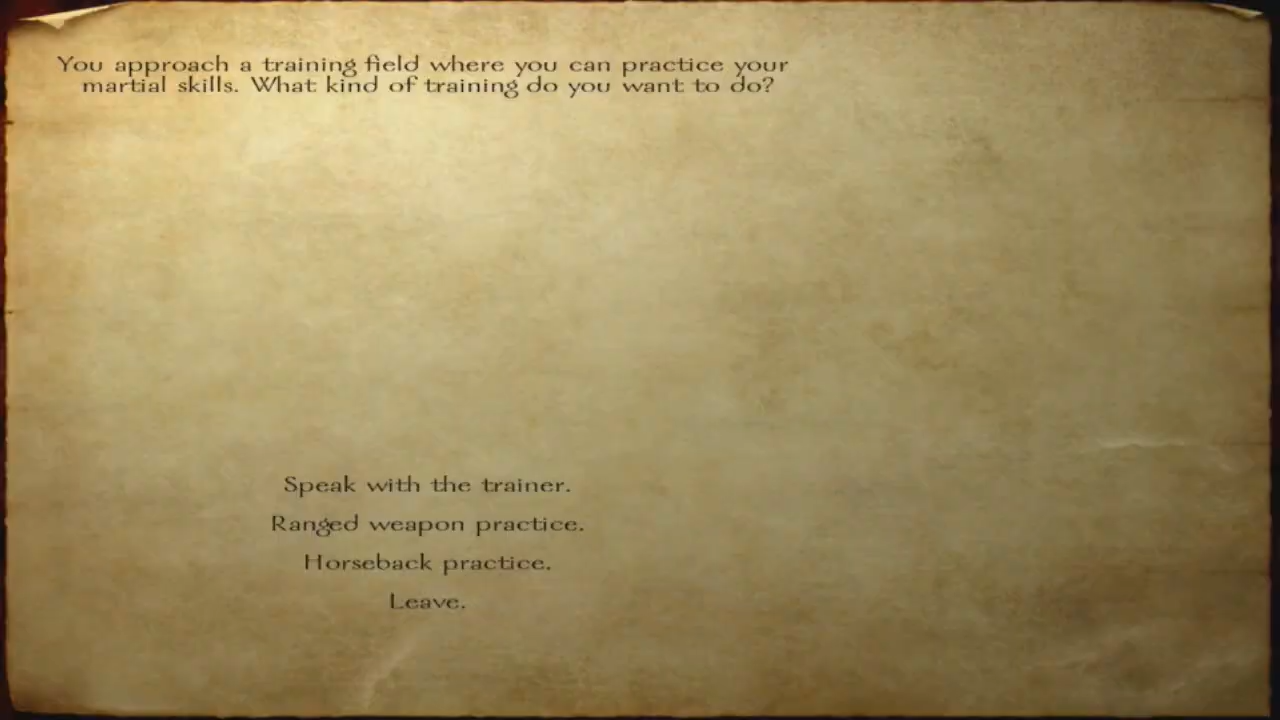 You approach a training field where you can practice your
martial skills. What kind of training do you want to do?
Speak with the trainer.
Ranged weapon practice.
Horseback practice.
Leave.